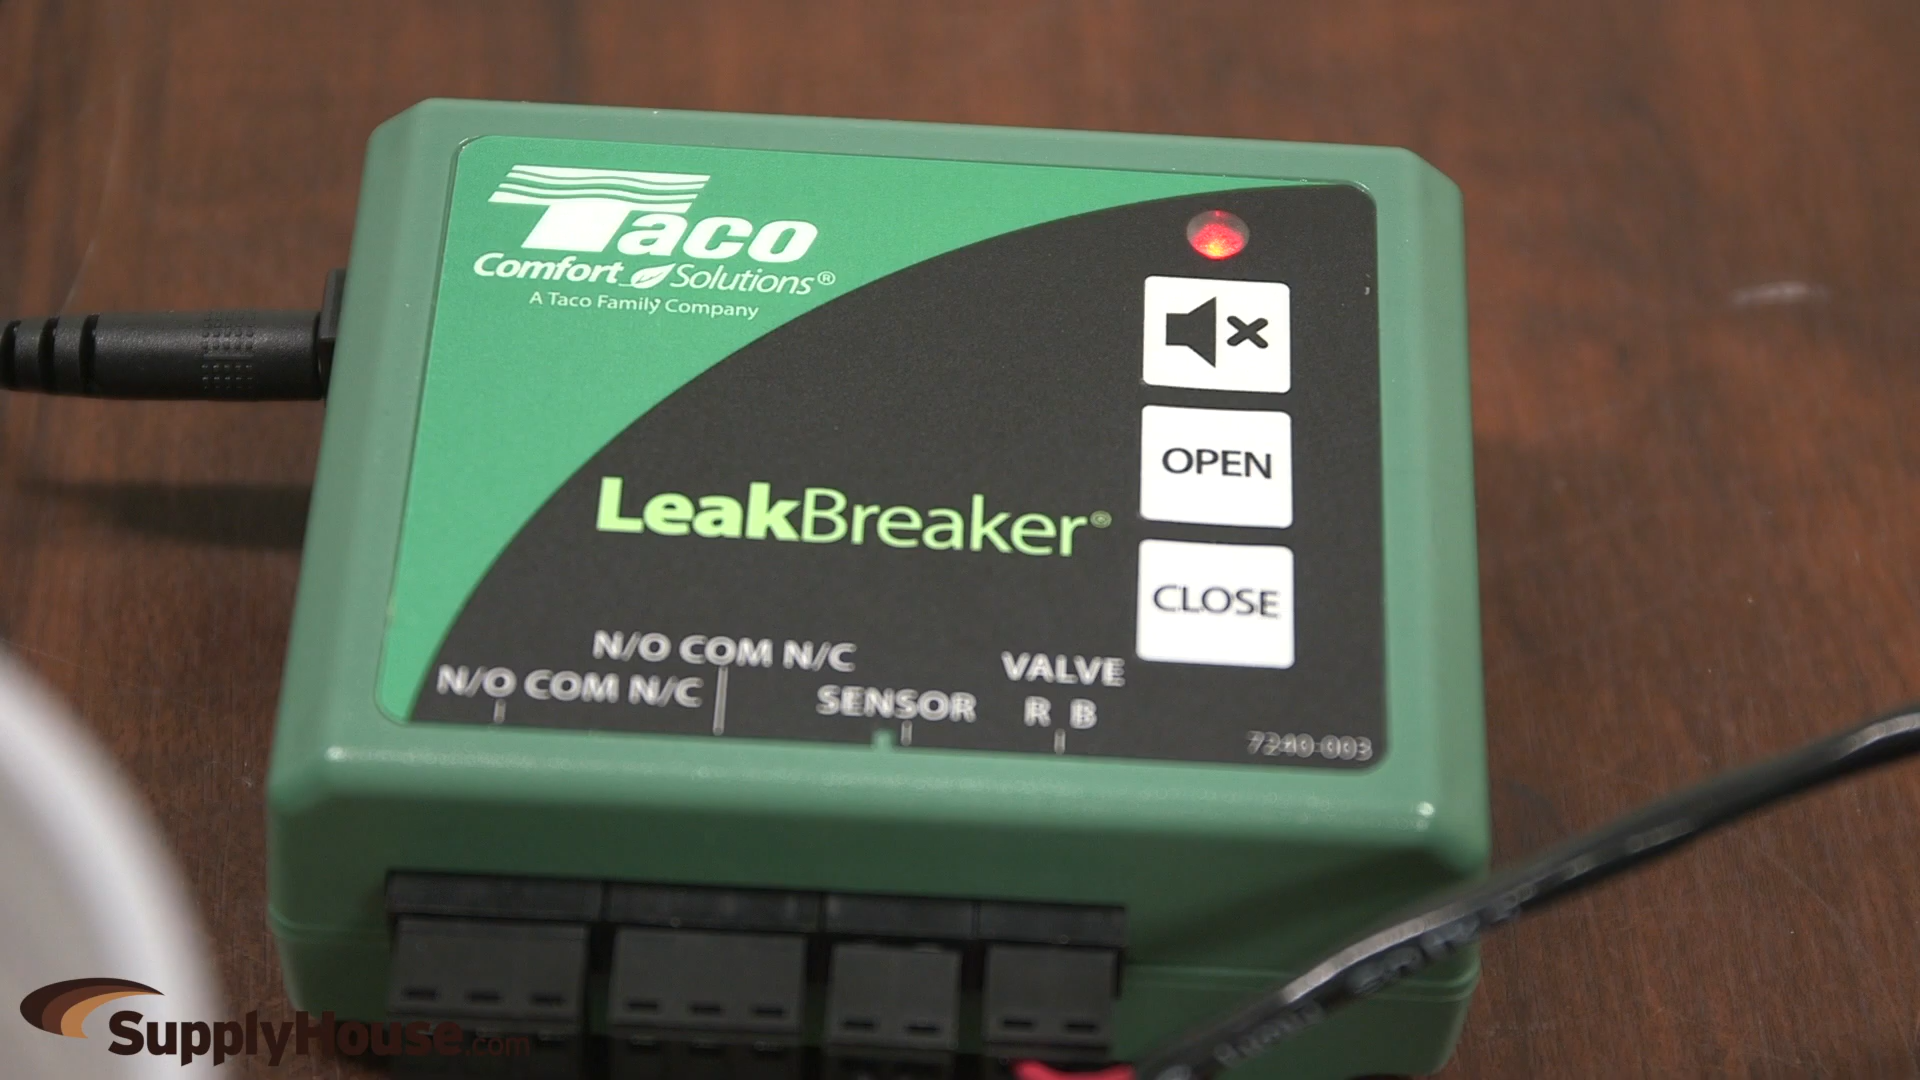 Taco
Comfort Solutions®
A Taco Family Company
OPEN
LeakBreaker®
CLOSE
N/O COM N/C
N/O COM N/C
SENSOR
VALVE
R B
7240-003
SupplyHouse.com